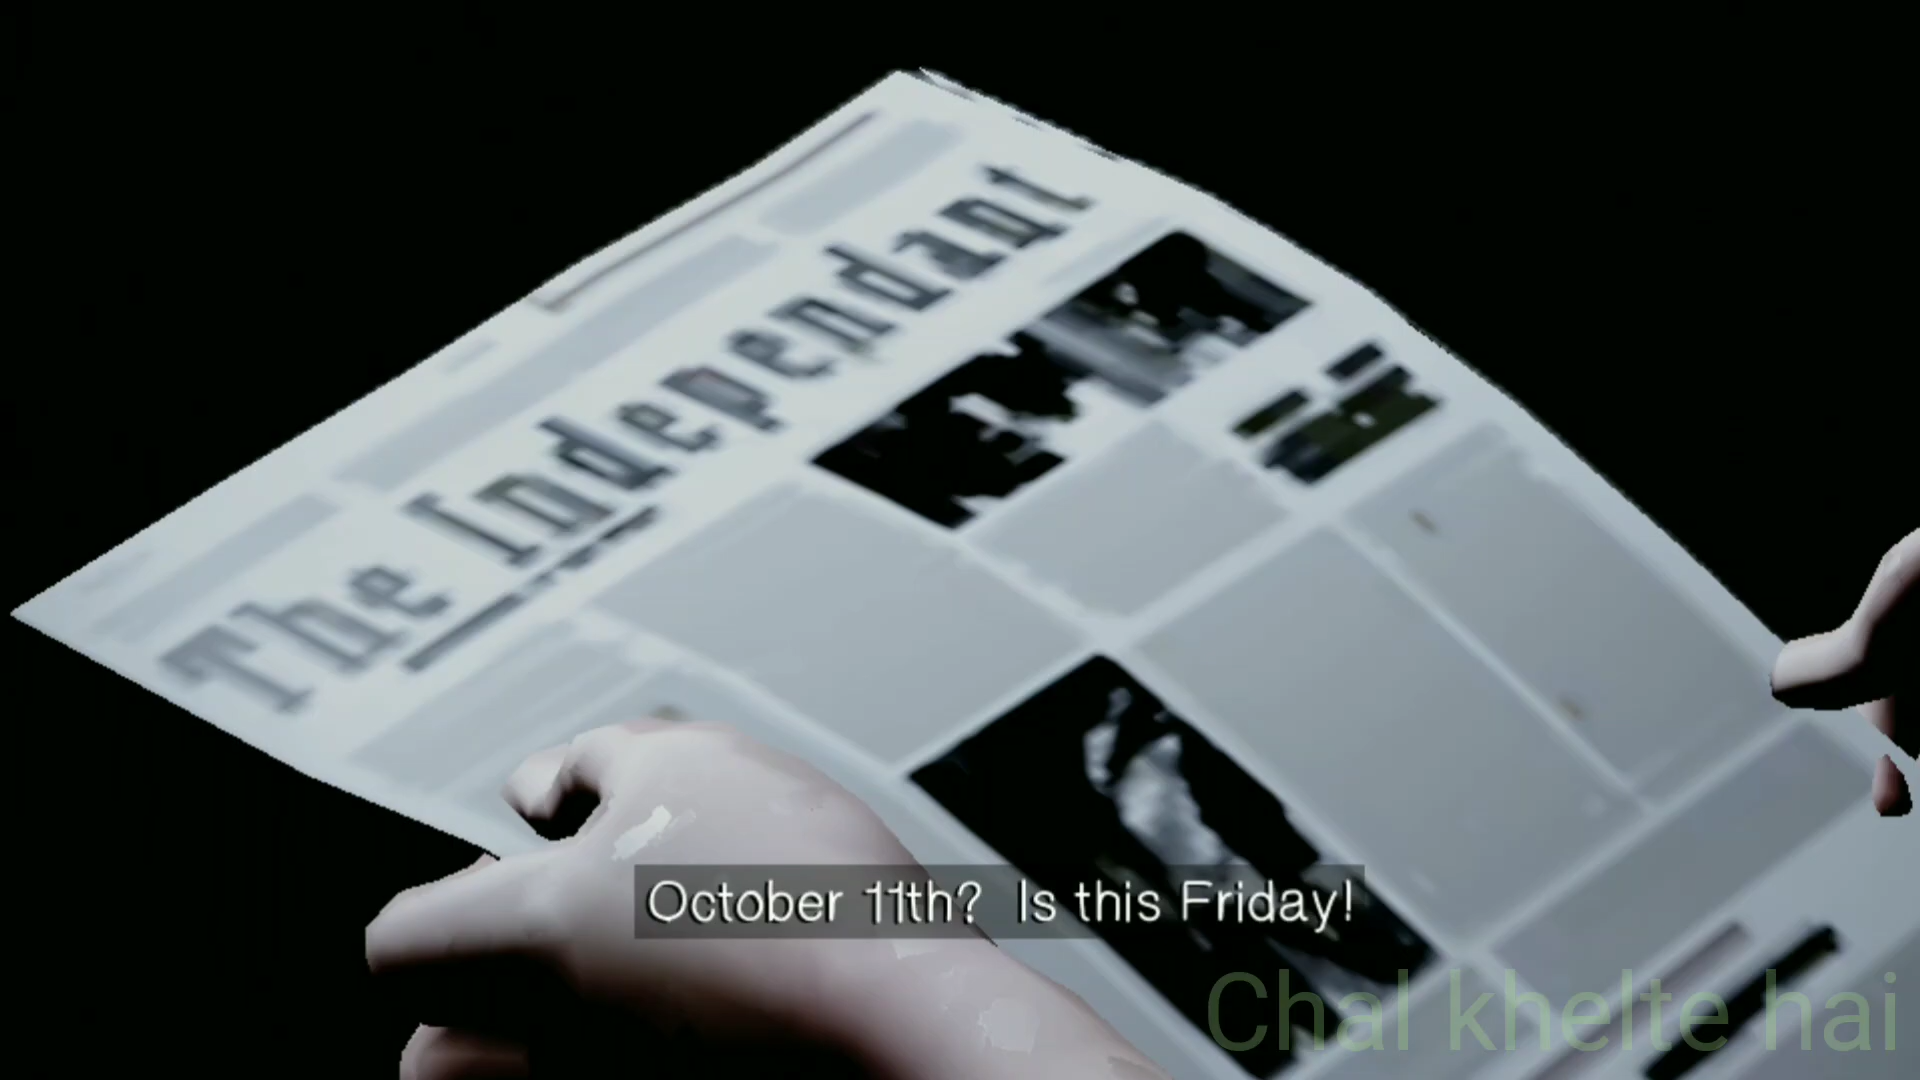 The Independant
October 11th?  Is this Friday!
Chal khelte hai